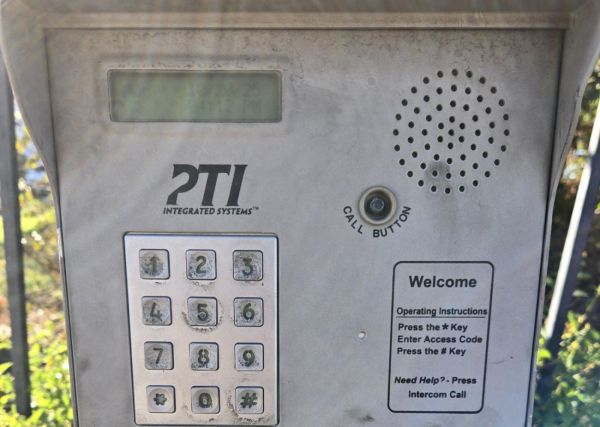 PTI
INTEGRATED SYSTEMS™
CALL BUTTON
1 2 3
4 5 6
7 8 9
* 0 #
Welcome
Operating Instructions
Press the * Key
Enter Access Code
Press the # Key
Need Help? - Press
Intercom Call